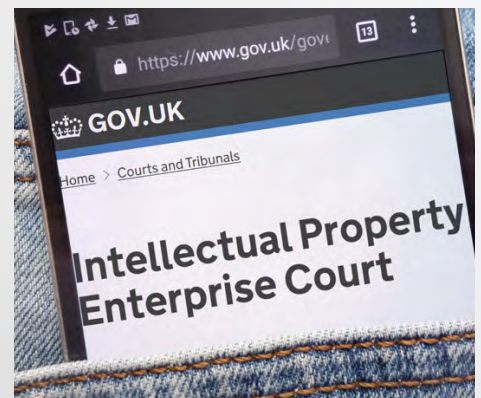 https://www.gov.uk/gov 13
GOV.UK
Home > Courts and Tribunals
Intellectual Property
Enterprise Court